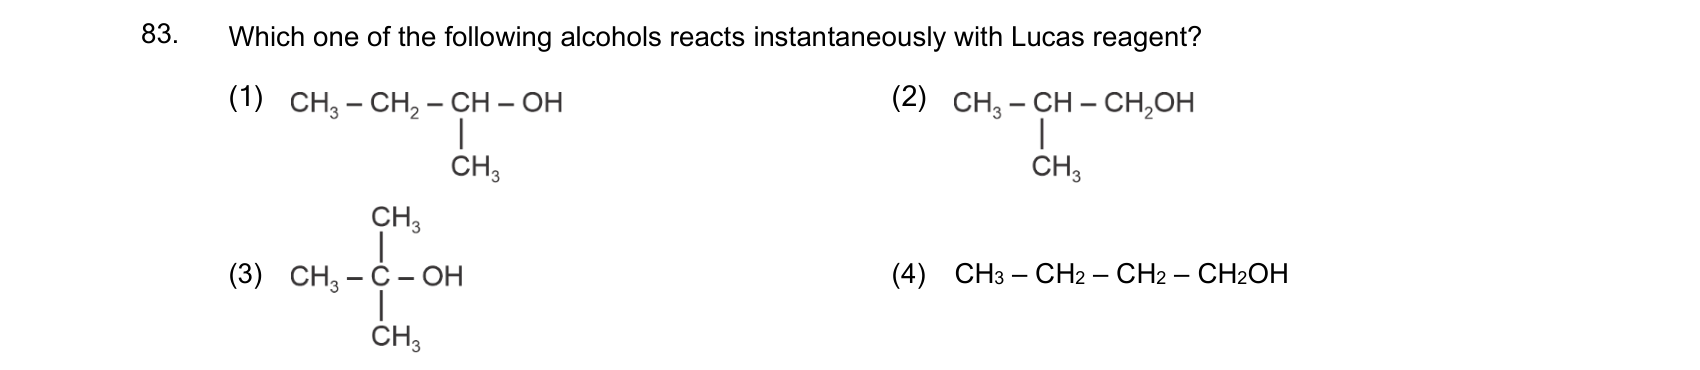 83. Which one of the following alcohols reacts instantaneously with Lucas reagent?
(1) CH₃ – CH₂ – CH – OH
|
CH₃
(2) CH₃ – CH – CH₂OH
|
CH₃
CH₃
|
(3) CH₃ – C – OH
|
CH₃
(4) CH₃ – CH₂ – CH₂ – CH₂OH